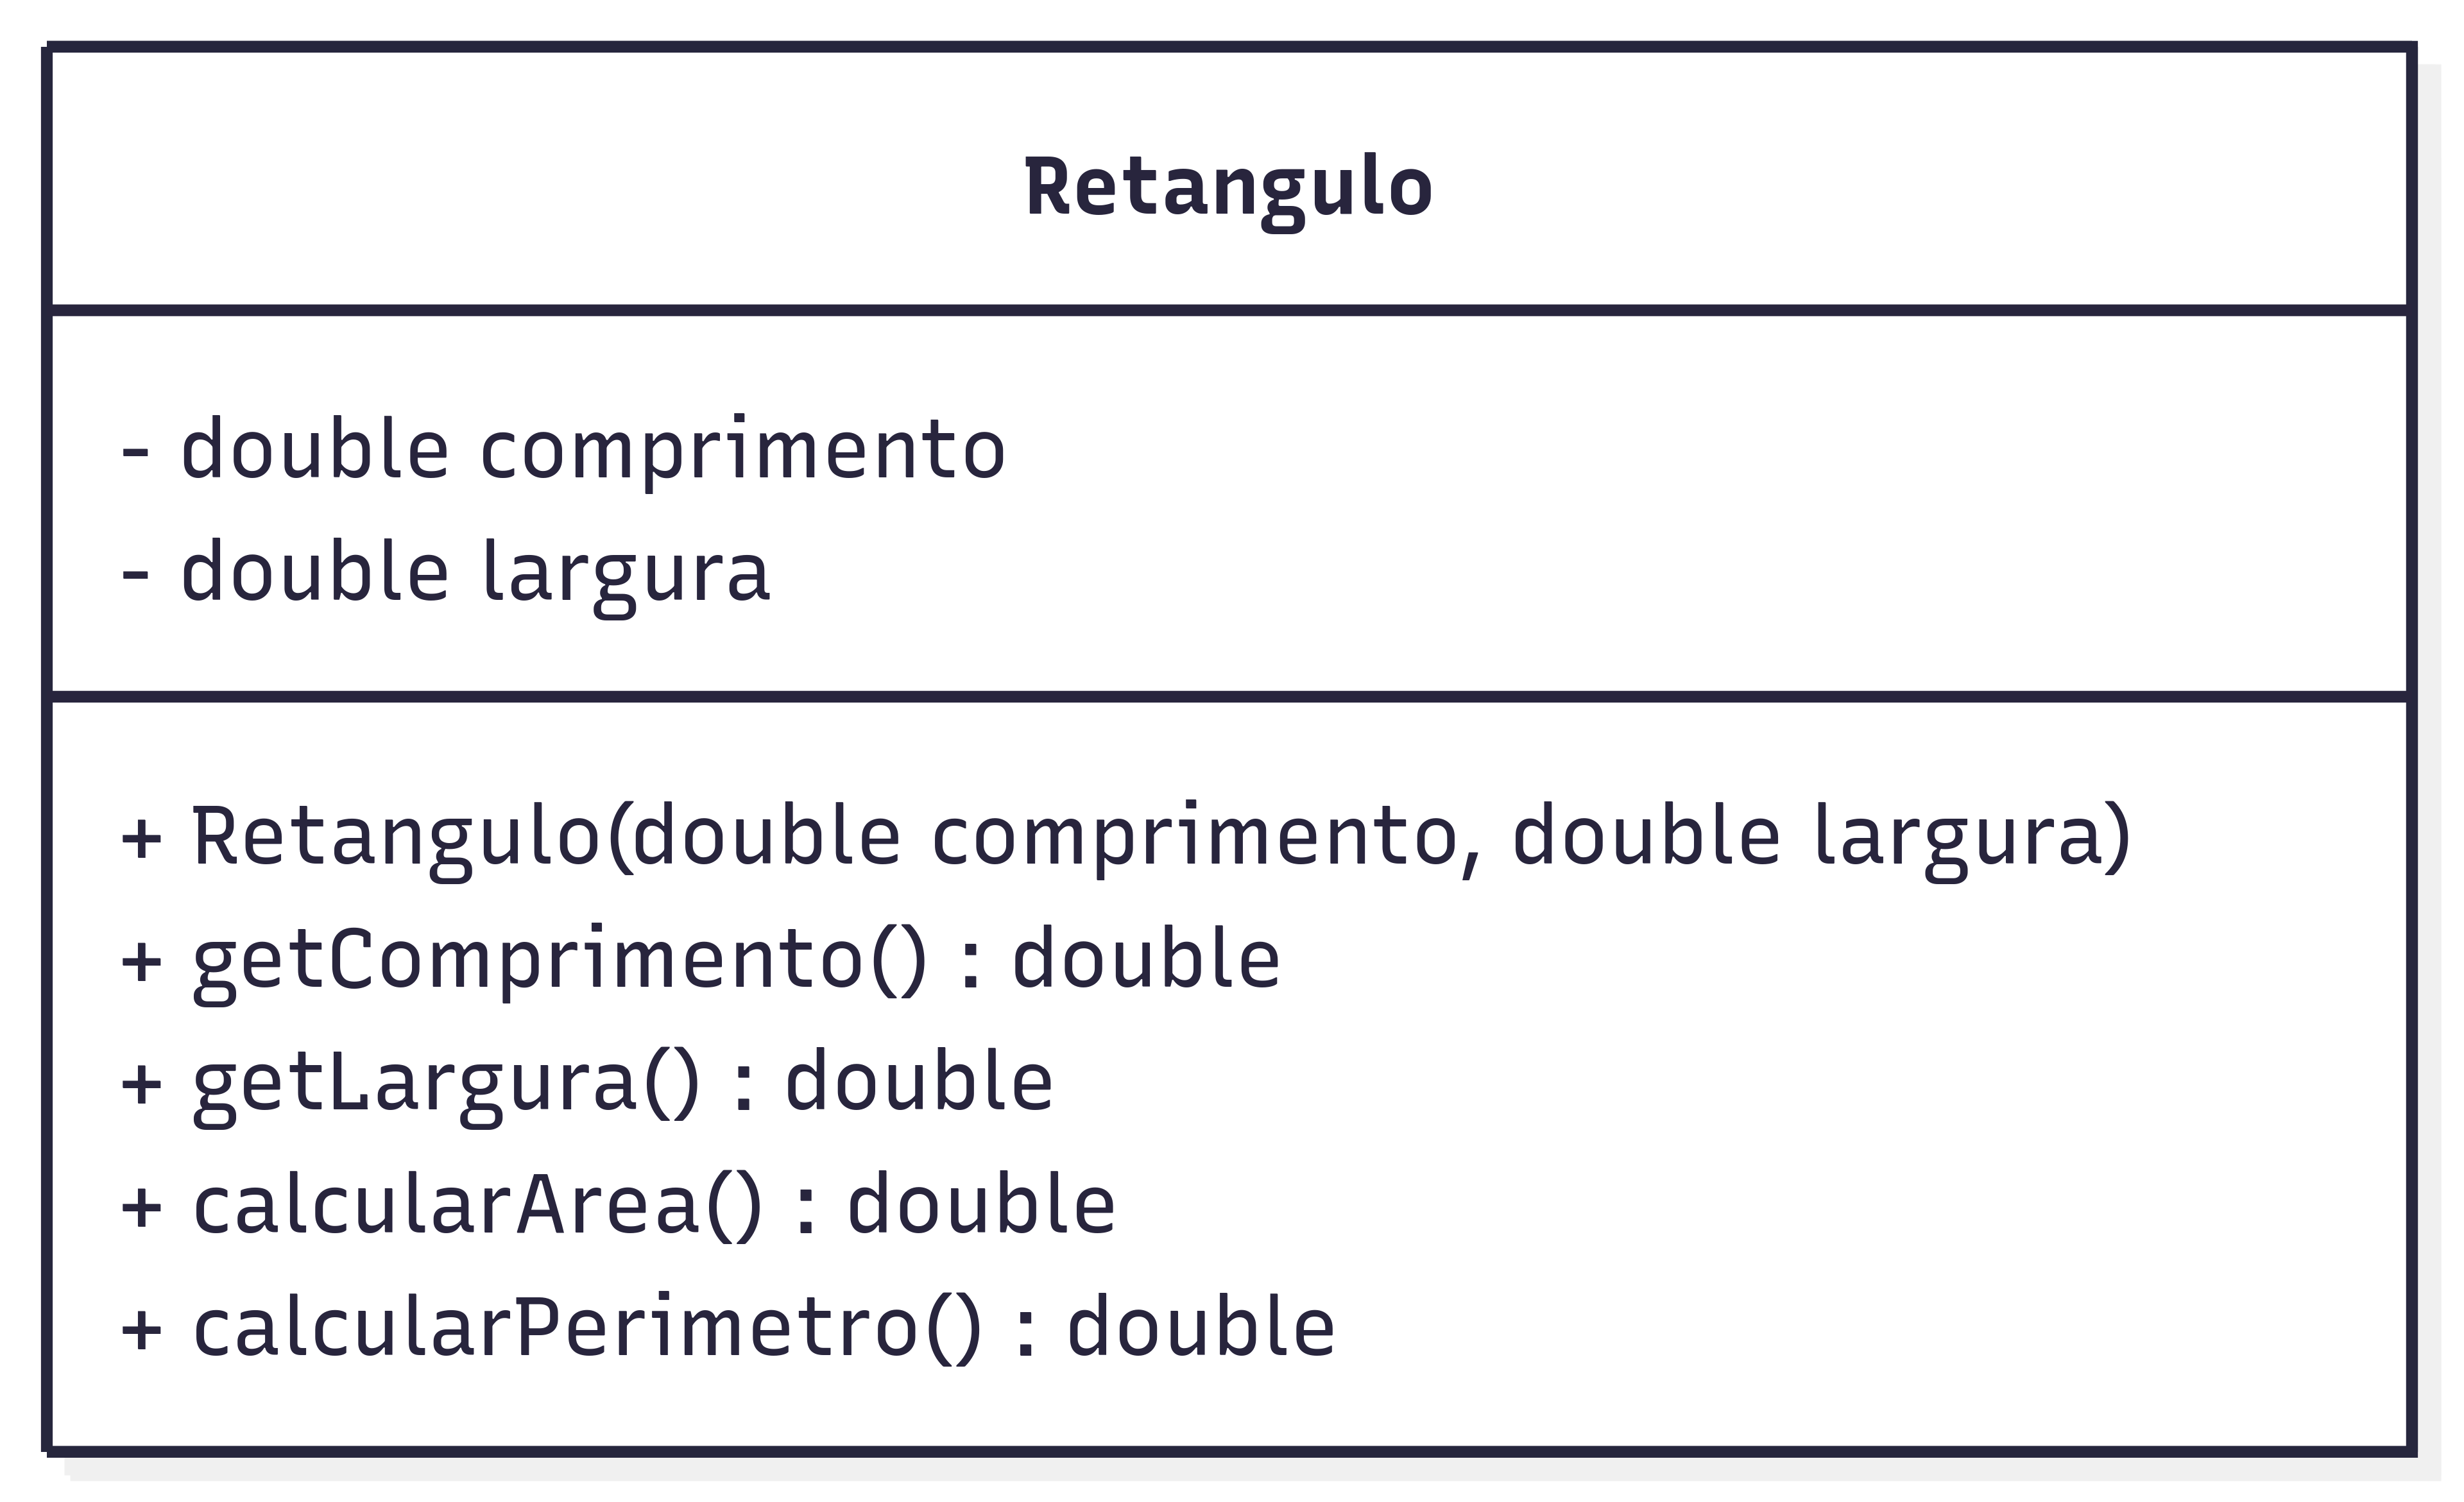 Retangulo
- double comprimento
- double largura
+ Retangulo(double comprimento, double largura)
+ getComprimento() : double
+ getLargura() : double
+ calcularArea() : double
+ calcularPerimetro() : double